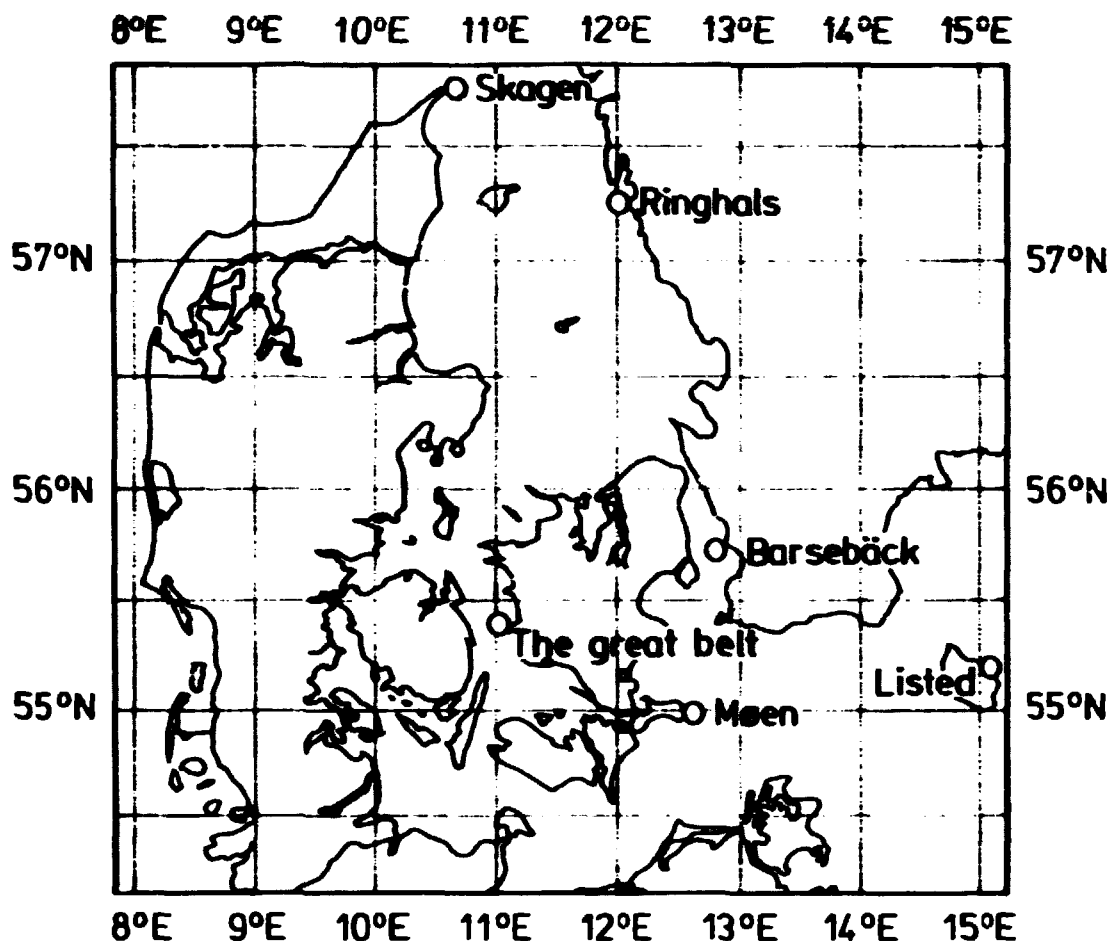 8°E 9°E 10°E 11°E 12°E 13°E 14°E 15°E
Skagen
Ringhals
57°N 57°N
56°N 56°N
Barsebäck
The great belt
Listed
55°N Møen 55°N
8°E 9°E 10°E 11°E 12°E 13°E 14°E 15°E